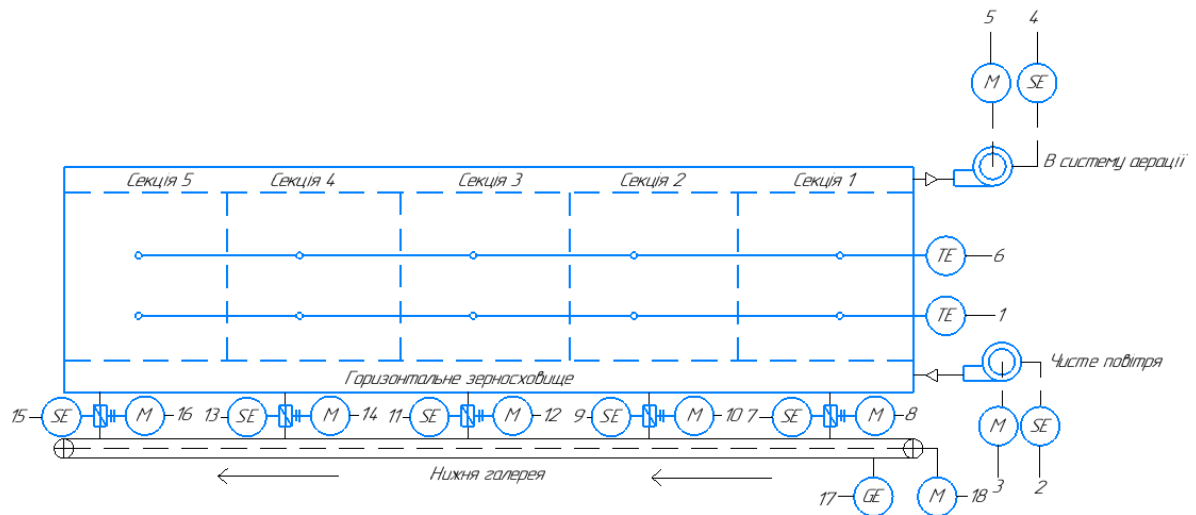 5 4
M SE
В систему аерації
Секція 5 Секція 4 Секція 3 Секція 2 Секція 1
TE 6
TE 1
Чисте повітря
Горизонтальне зерносховище
15 SE M 16 13 SE M 14 11 SE M 12 9 SE M 10 7 SE M 8
M SE
Нижня галерея
3 2
17 GE M 18